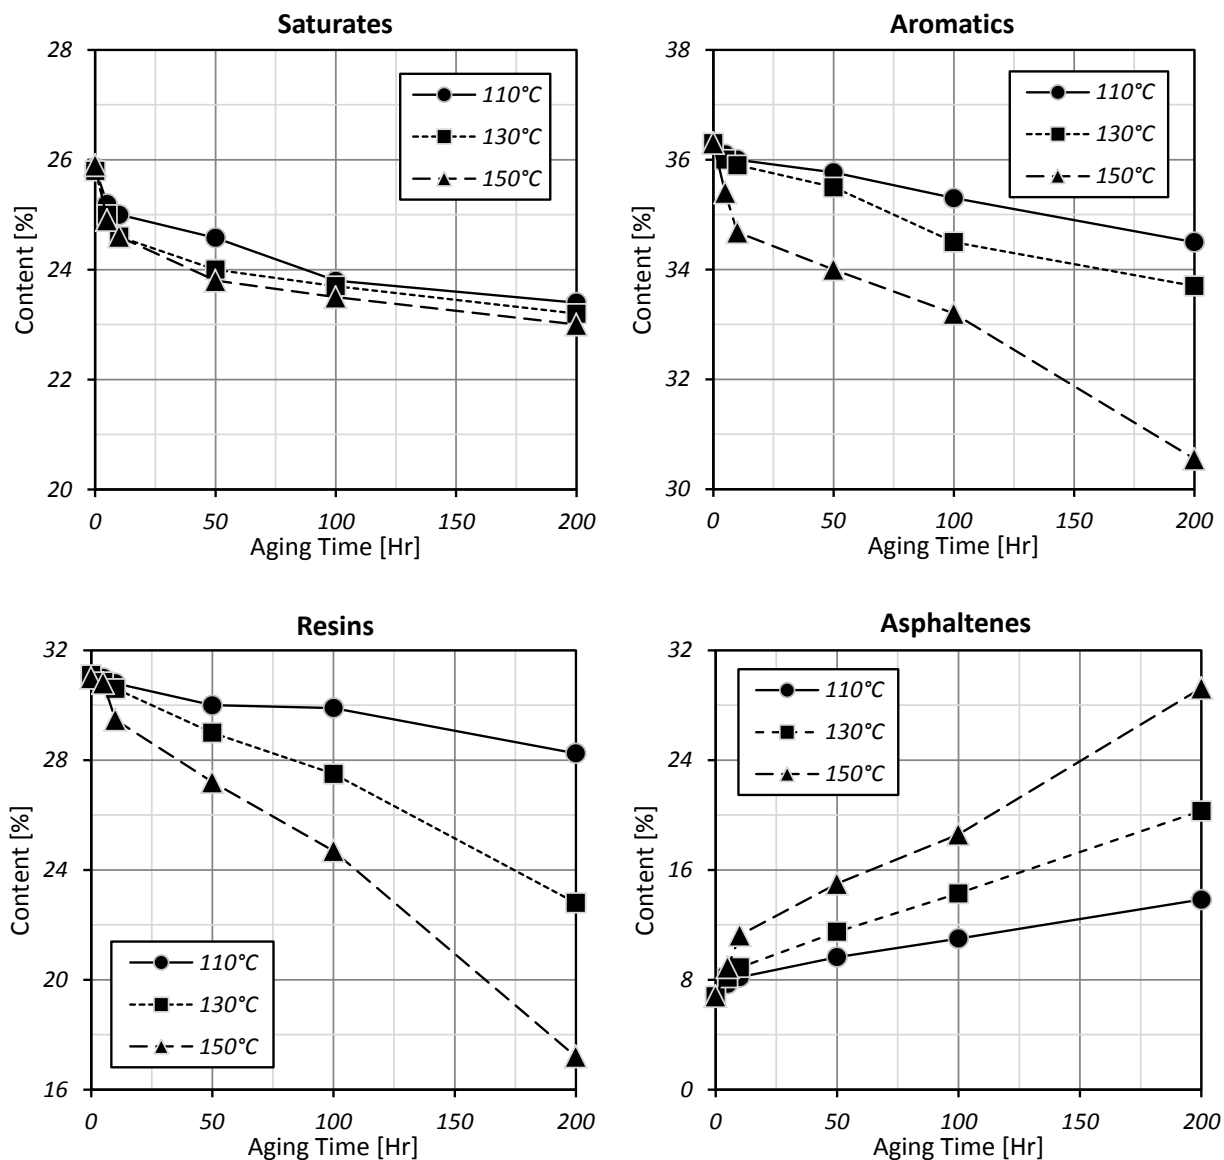 Saturates
28
26
24
22
20
Content [%]
110°C
130°C
150°C
0 50 100 150 200
Aging Time [Hr]
Aromatics
38
36
34
32
30
Content [%]
110°C
130°C
150°C
0 50 100 150 200
Aging Time [Hr]
Resins
32
28
24
20
16
Content [%]
110°C
130°C
150°C
0 50 100 150 200
Aging Time [Hr]
Asphaltenes
32
24
16
8
0
Content [%]
110°C
130°C
150°C
0 50 100 150 200
Aging Time [Hr]